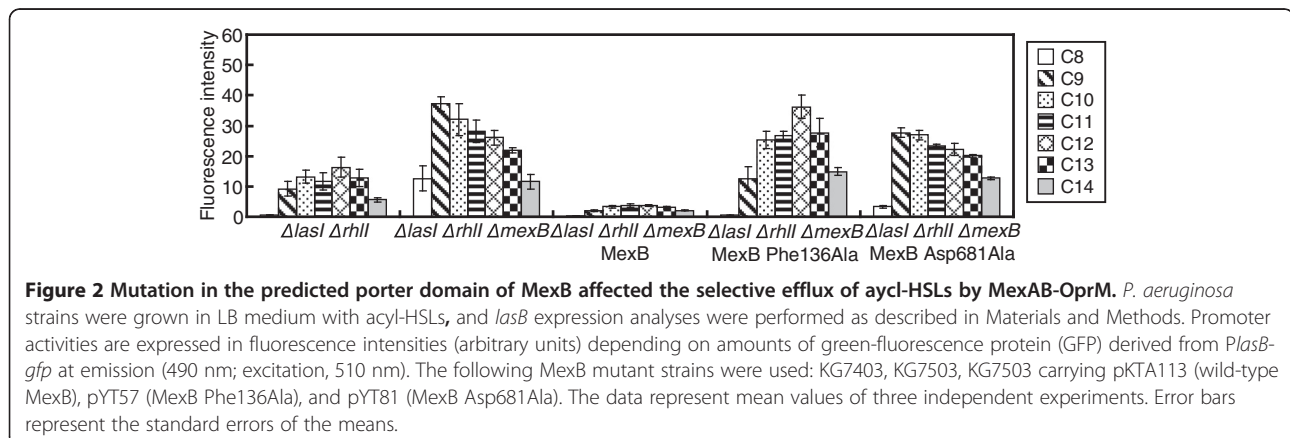 60
50
40
30
20
10
0
Fluorescence intensity
C8
C9
C10
C11
C12
C13
C14
ΔlasI ΔrhlI
ΔlasI ΔrhlI ΔmexB
ΔlasI ΔrhlI ΔmexB
MexB
ΔlasI ΔrhlI ΔmexB
MexB Phe136Ala
ΔlasI ΔrhlI ΔmexB
MexB Asp681Ala
Figure 2 Mutation in the predicted porter domain of MexB affected the selective efflux of aycl-HSLs by MexAB-OprM. P. aeruginosa
strains were grown in LB medium with acyl-HSLs, and lasB expression analyses were performed as described in Materials and Methods. Promoter
activities are expressed in fluorescence intensities (arbitrary units) depending on amounts of green-fluorescence protein (GFP) derived from PlasB-
gfp at emission (490 nm; excitation, 510 nm). The following MexB mutant strains were used: KG7403, KG7503, KG7503 carrying pKTA113 (wild-type
MexB), pYT57 (MexB Phe136Ala), and pYT81 (MexB Asp681Ala). The data represent mean values of three independent experiments. Error bars
represent the standard errors of the means.